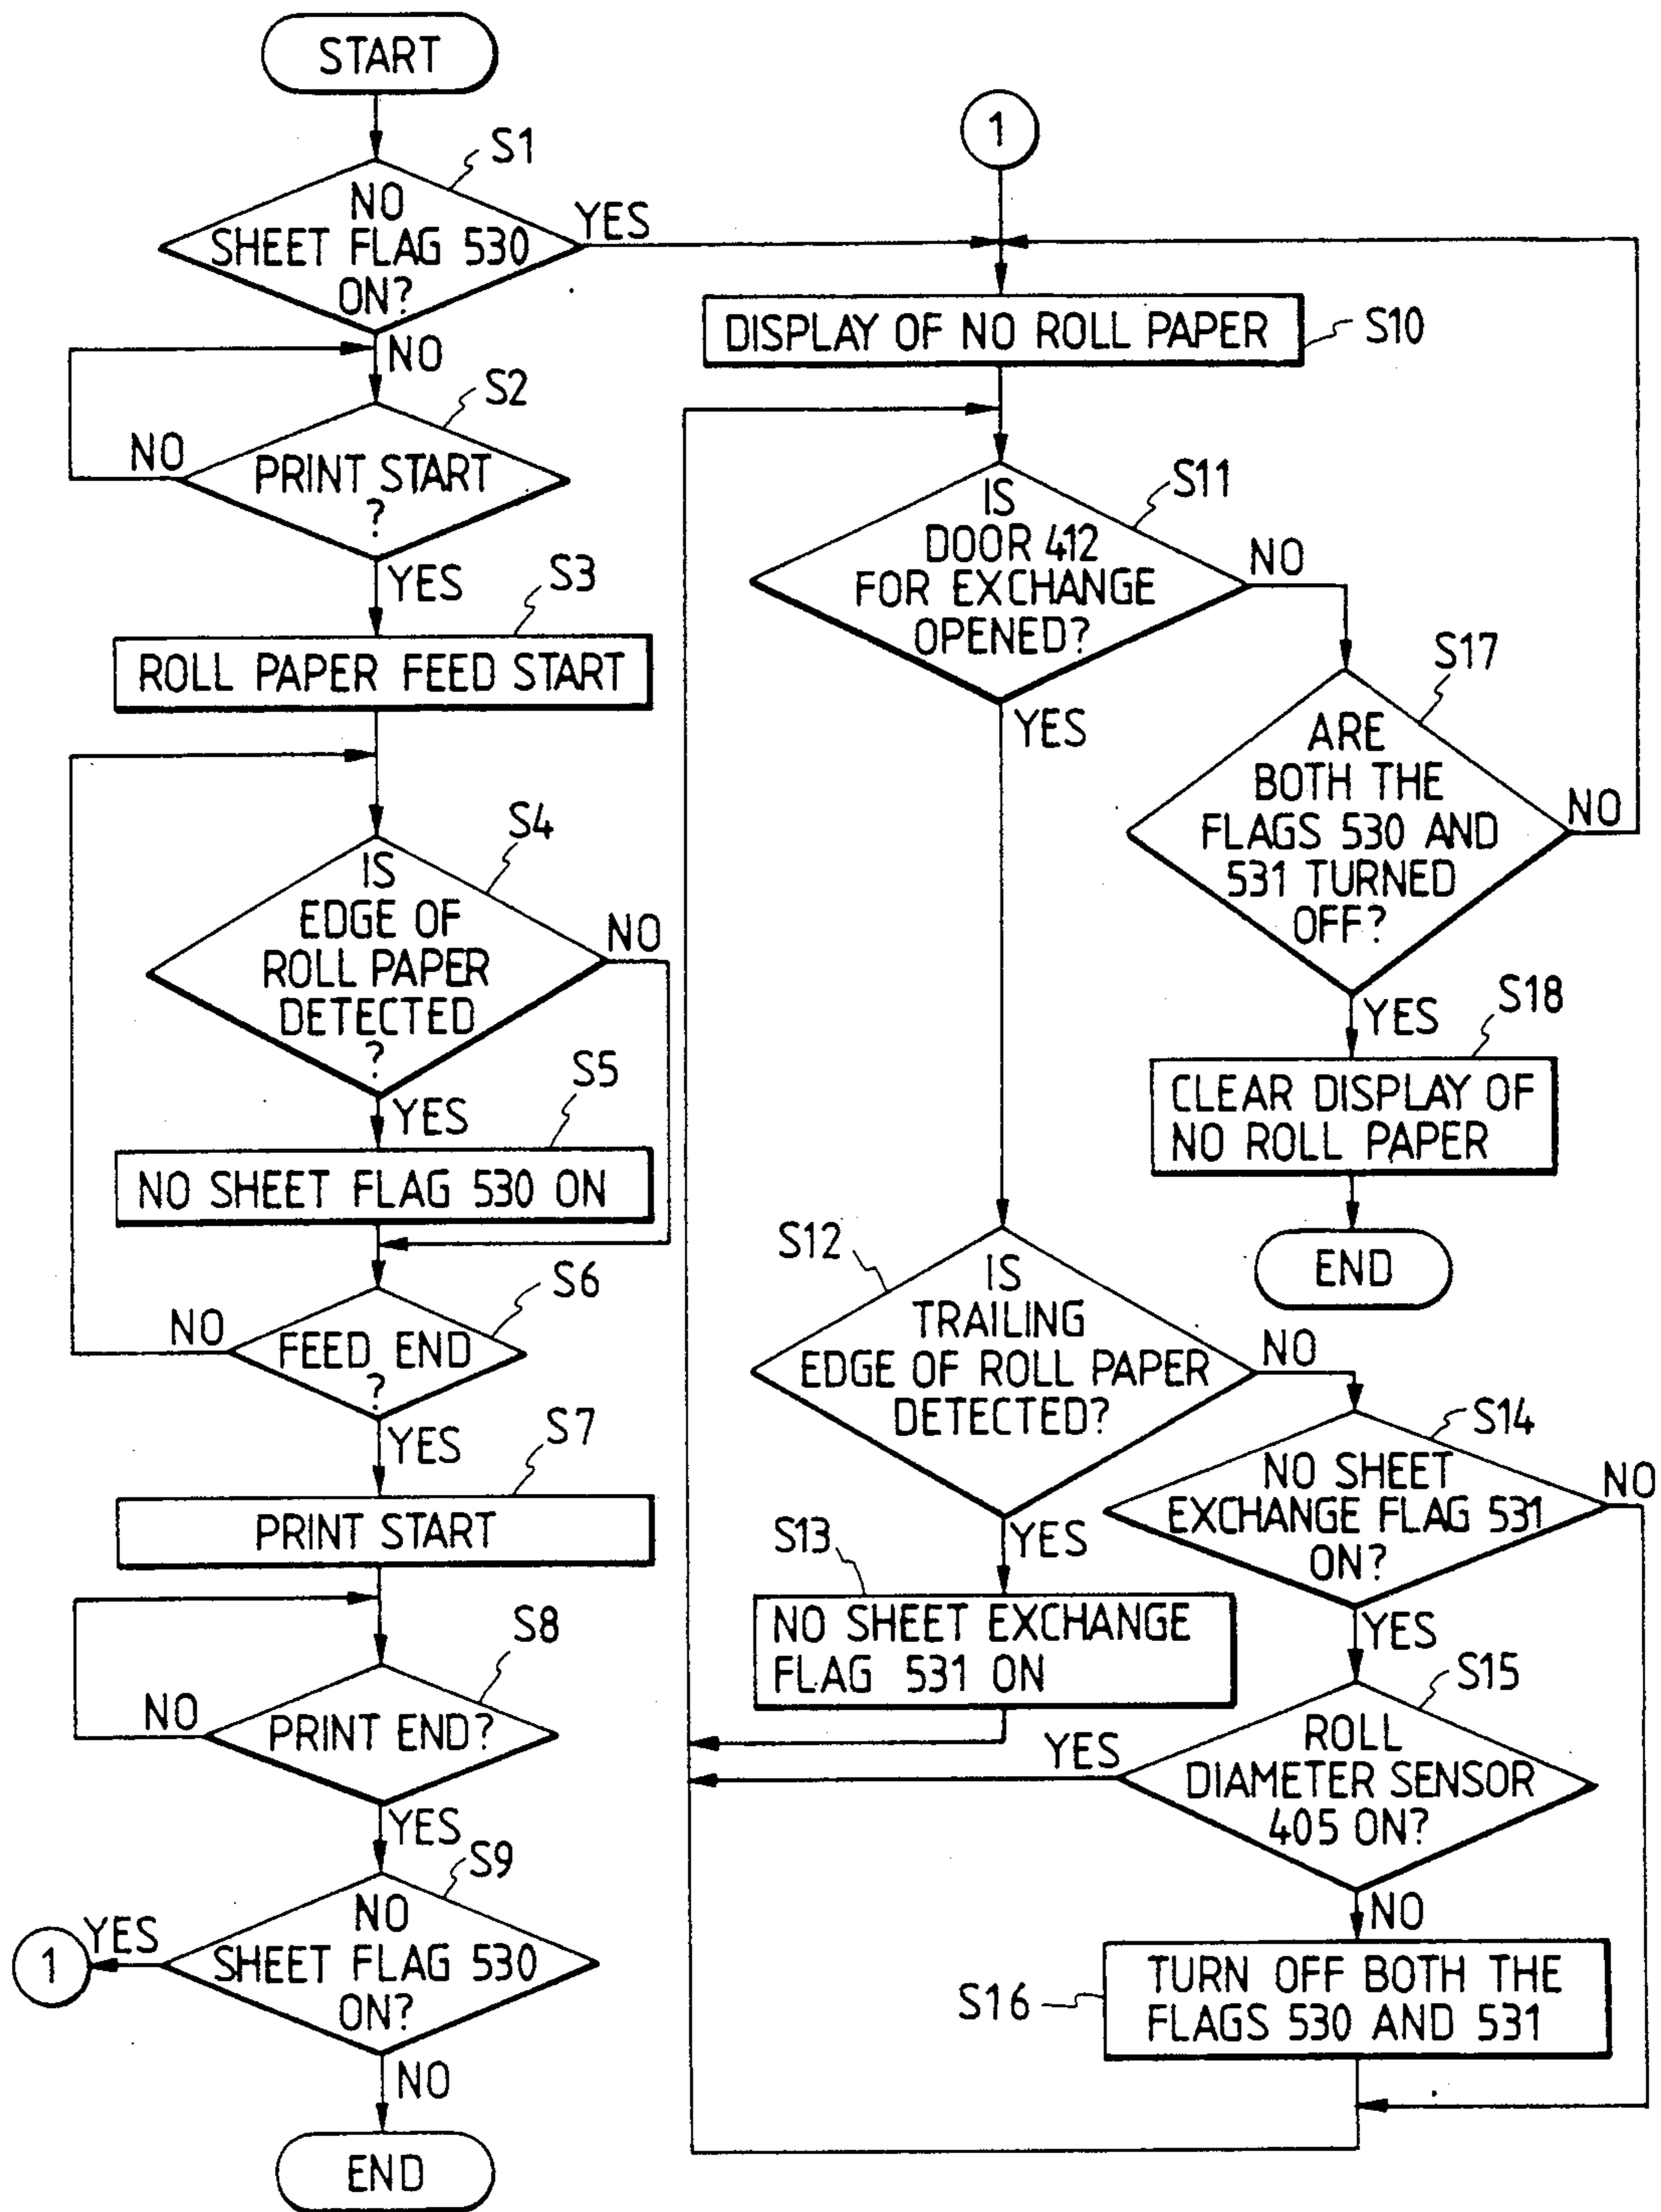 START
S1
NO
SHEET FLAG 530
ON?
YES
NO
S2
PRINT START
?
NO
YES
S3
ROLL PAPER FEED START
S4
IS
EDGE OF
ROLL PAPER
DETECTED
?
NO
YES
S5
NO SHEET FLAG 530 ON
S6
FEED END
?
NO
YES
S7
PRINT START
S8
PRINT END?
NO
YES
S9
NO
SHEET FLAG 530
ON?
YES
1
NO
END
1
DISPLAY OF NO ROLL PAPER
S10
S11
IS
DOOR 412
FOR EXCHANGE
OPENED?
NO
YES
S17
ARE
BOTH THE
FLAGS 530 AND
531 TURNED
OFF?
NO
YES
S18
CLEAR DISPLAY OF
NO ROLL PAPER
END
S12
IS
TRAILING
EDGE OF ROLL PAPER
DETECTED?
NO
YES
S13
NO SHEET EXCHANGE
FLAG 531 ON
S14
NO SHEET
EXCHANGE FLAG 531
ON?
NO
YES
S15
ROLL
DIAMETER SENSOR
405 ON?
YES
NO
S16
TURN OFF BOTH THE
FLAGS 530 AND 531